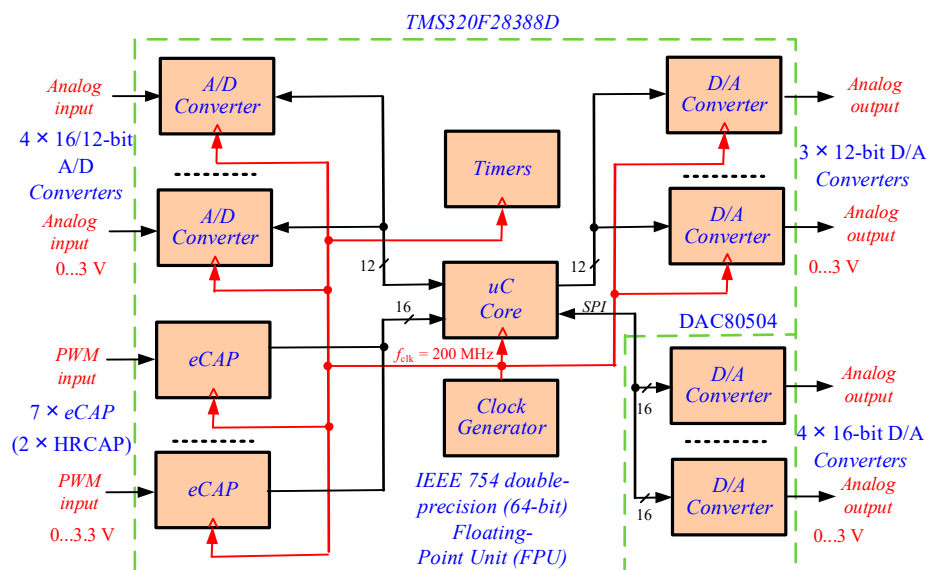 TMS320F28388D
Analog
input
A/D
Converter
4 × 16/12-bit
A/D
Converters
Analog
input
0...3 V
A/D
Converter
Timers
D/A
Converter
Analog
output
3 × 12-bit D/A
Converters
D/A
Converter
Analog
output
0...3 V
12
12
uC
Core
16
SPI
DAC80504
PWM
input
eCAP
fclk = 200 MHz
7 × eCAP
(2 × HRCAP)
PWM
input
0...3.3 V
eCAP
Clock
Generator
IEEE 754 double-
precision (64-bit)
Floating-
Point Unit (FPU)
16
D/A
Converter
Analog
output
4 × 16-bit D/A
Converters
16
D/A
Converter
Analog
output
0...3 V